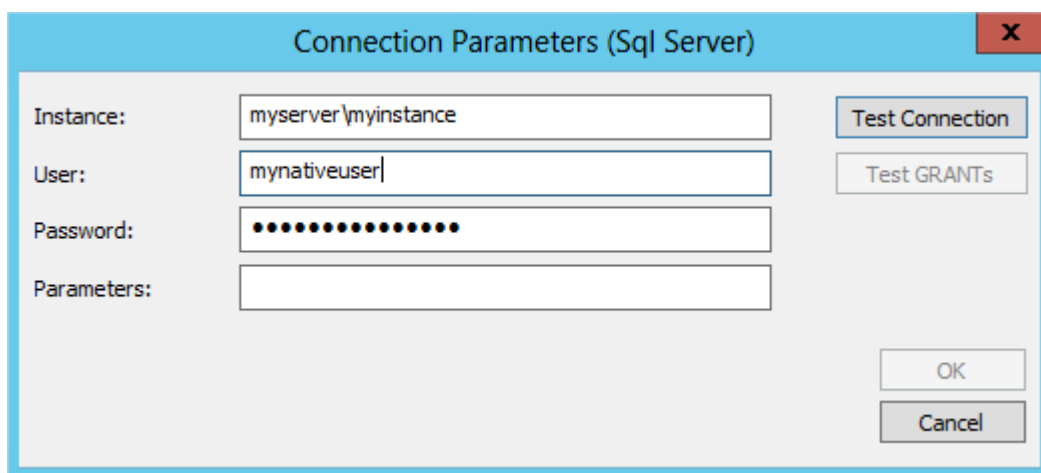 Connection Parameters (Sql Server)
x
Instance:
myserver\myinstance
Test Connection
User:
mynativeuser
Test GRANTs
Password:
•••••••••••••••
Parameters:
OK
Cancel